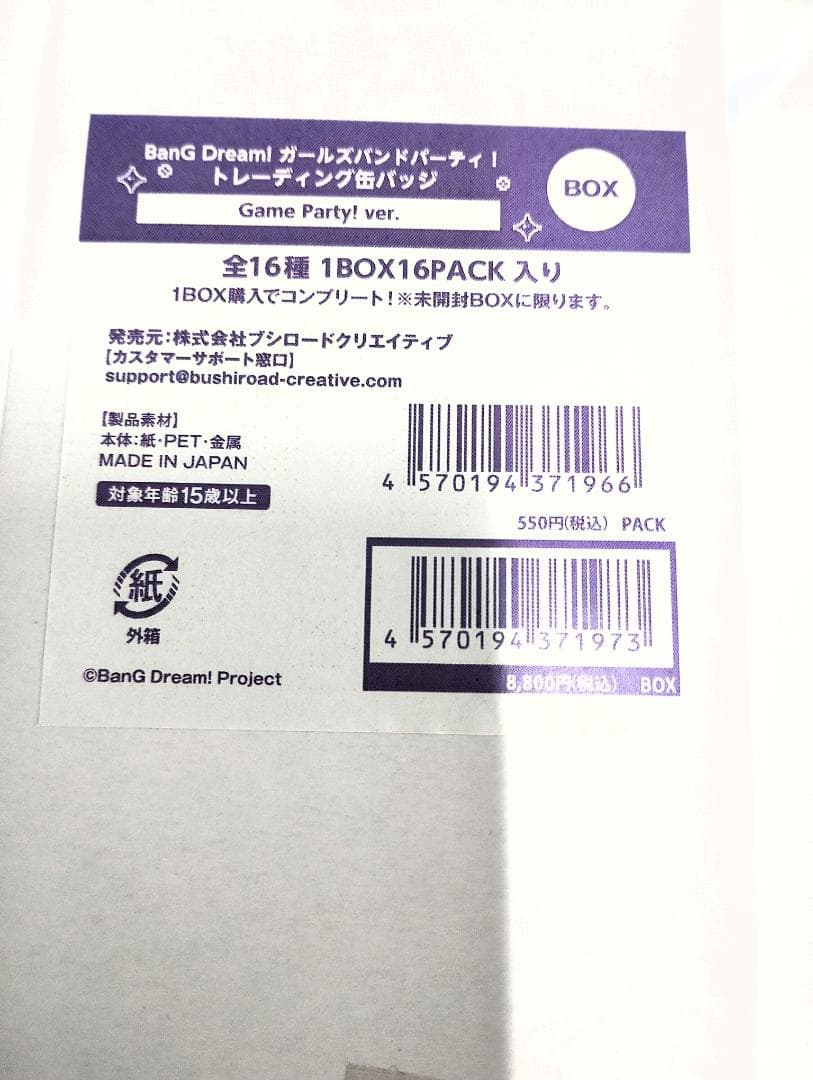 BanG Dream! ガールズバンドパーティ！
トレーディング缶バッジ
BOX
Game Party! ver.
全16種 1BOX16PACK 入り
1BOX購入でコンプリート！※未開封BOXに限ります。
発売元：株式会社ブシロードクリエイティブ
【カスタマーサポート窓口】
support@bushiroad-creative.com
【製品素材】
本体：紙・PET・金属
MADE IN JAPAN
対象年齢15歳以上
4 570194 371966
550円(税込) PACK
紙
外箱
4 570194 371973
8,800円(税込) BOX
©BanG Dream! Project